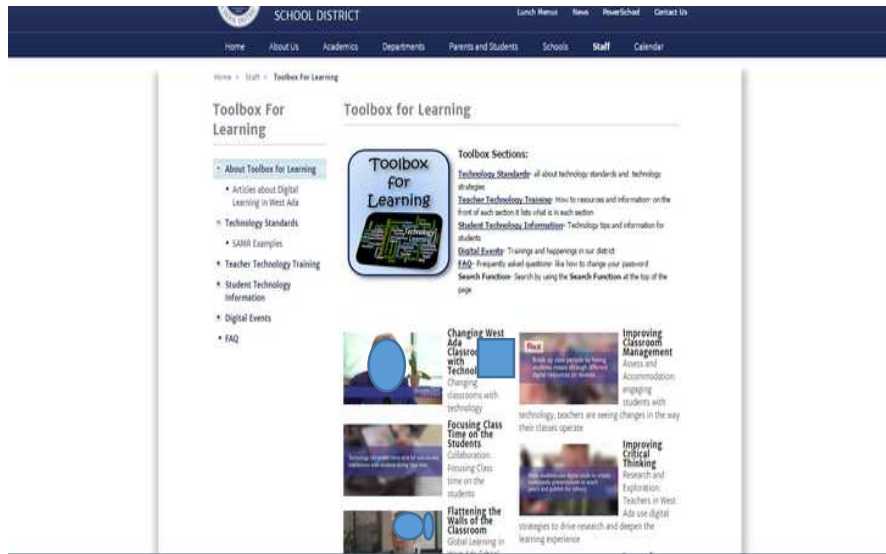 SCHOOL DISTRICT
Lunch Menus News PowerSchool Contact Us
Home About Us Academics Departments Parents and Students Schools Staff Calendar
Home > Staff > Toolbox for Learning
Toolbox For
Learning
About Toolbox for Learning
Articles about Digital
Learning in West Ada
Technology Standards
SAMR Examples
Teacher Technology Training
Student Technology
Information
Digital Events
FAQ
Toolbox for Learning
Toolbox
for
Learning
Technology
Toolbox Sections:
Technology Standards- all about technology standards and technology
strategies
Teacher Technology Training- How to resources and information- on the
front of each section it lists what is in each section
Student Technology Information- Technology tips and information for
students
Digital Events- Trainings and happenings in our district
FAQ- Frequently asked questions- like how to change your password
Search Function- Search by using the Search Function at the top of the
page
Changing West
Ada
with
Changing
classrooms with
technology
Focusing Class
Time on the
Students
Collaboration:
Focusing Class
time on the
students
Flattening the
Walls of the
Classroom
Global Learning in
Improving
Classroom
Management
Assess and
Accommodation:
engaging
students with
technology, teachers are seeing changes in the way
their classes operate
Improving
Critical
Thinking
Research and
Exploration:
Teachers in West
Ada use digital
strategies to drive research and deepen the
learning experience